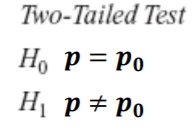 Two-Tailed Test
H₀ p = p₀
H₁ p ≠ p₀